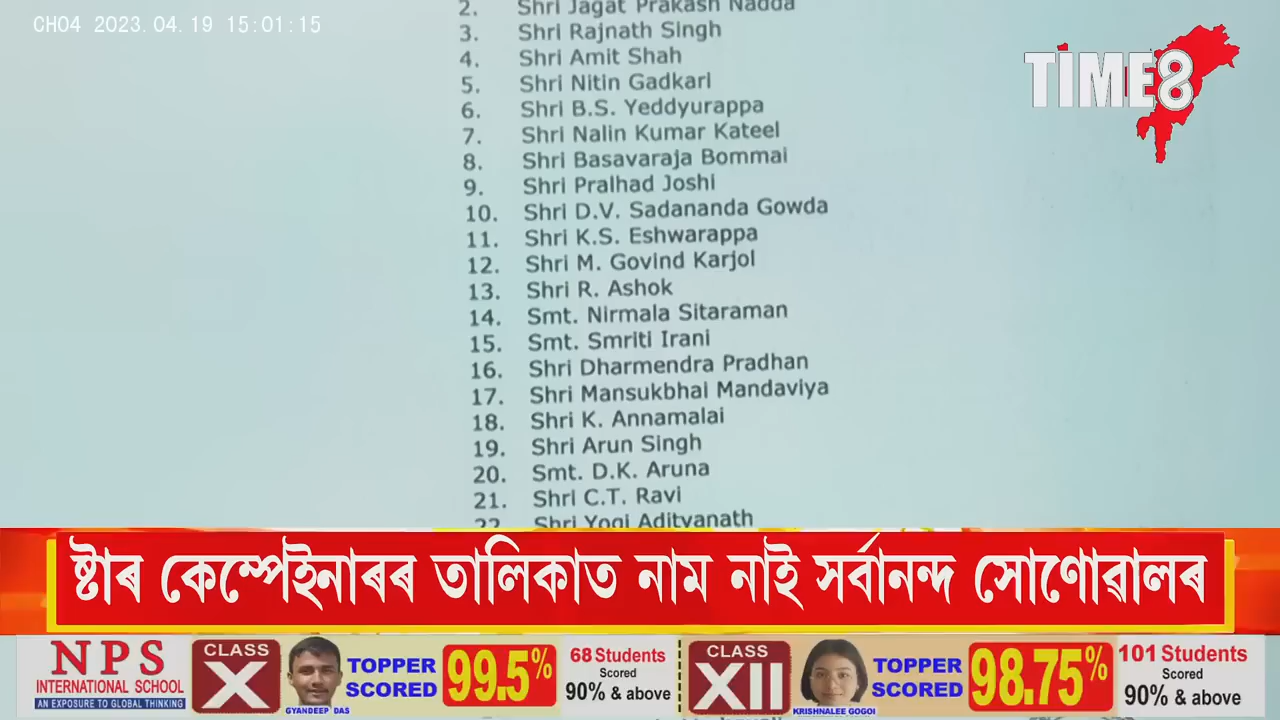 CH04 2023.04.19 15:01:15
2. Shri Jagat Prakash Nadda
3. Shri Rajnath Singh
4. Shri Amit Shah
5. Shri Nitin Gadkari
6. Shri B.S. Yeddyurappa
7. Shri Nalin Kumar Kateel
8. Shri Basavaraja Bommai
9. Shri Pralhad Joshi
10. Shri D.V. Sadananda Gowda
11. Shri K.S. Eshwarappa
12. Shri M. Govind Karjol
13. Shri R. Ashok
14. Smt. Nirmala Sitaraman
15. Smt. Smriti Irani
16. Shri Dharmendra Pradhan
17. Shri Mansukbhai Mandaviya
18. Shri K. Annamalai
19. Shri Arun Singh
20. Smt. D.K. Aruna
21. Shri C.T. Ravi
22. Shri Yogi Adityanath
TIME8
ষ্টাৰ কেম্পেইনাৰৰ তালিকাত নাম নাই সৰ্বানন্দ সোণোৱালৰ
NPS
INTERNATIONAL SCHOOL
AN EXPOSURE TO GLOBAL THINKING
CLASS
X
GYANDEEP DAS
TOPPER
SCORED
99.5%
68 Students
Scored
90% & above
CLASS
XII
KRISHNALEE GOGOI
TOPPER
SCORED
98.75%
101 Students
Scored
90% & above